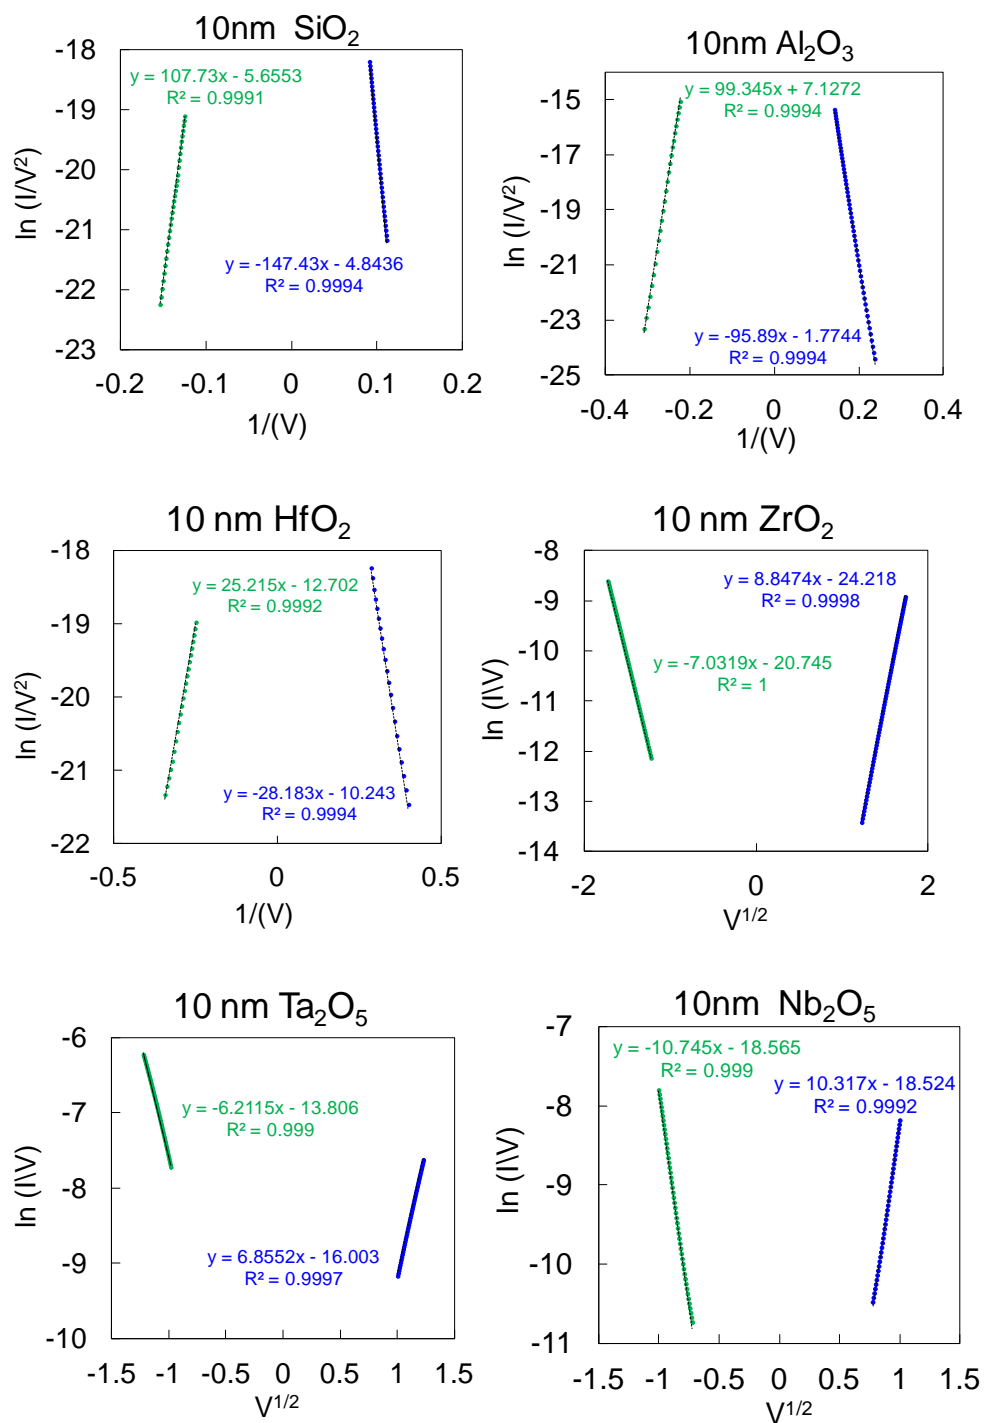 10nm SiO₂
-18
-19
-20
-21
-22
-23
ln (I/V²)
y = 107.73x - 5.6553
R² = 0.9991
y = -147.43x - 4.8436
R² = 0.9994
-0.2 -0.1 0 0.1 0.2
1/(V)
10nm Al₂O₃
-15
-17
-19
-21
-23
-25
ln (I/V²)
y = 99.345x + 7.1272
R² = 0.9994
y = -95.89x - 1.7744
R² = 0.9994
-0.4 -0.2 0 0.2 0.4
1/(V)
10 nm HfO₂
-18
-19
-20
-21
-22
ln (I/V²)
y = 25.215x - 12.702
R² = 0.9992
y = -28.183x - 10.243
R² = 0.9994
-0.5 0 0.5
1/(V)
10 nm ZrO₂
-8
-9
-10
-11
-12
-13
-14
ln (I\V)
y = 8.8474x - 24.218
R² = 0.9998
y = -7.0319x - 20.745
R² = 1
-2 0 2
V¹/²
10 nm Ta₂O₅
-6
-7
-8
-9
-10
ln (I\V)
y = -6.2115x - 13.806
R² = 0.999
y = 6.8552x - 16.003
R² = 0.9997
-1.5 -1 -0.5 0 0.5 1 1.5
V¹/²
10nm Nb₂O₅
-7
-8
-9
-10
-11
ln (I\V)
y = -10.745x - 18.565
R² = 0.999
y = 10.317x - 18.524
R² = 0.9992
-1.5 -1 -0.5 0 0.5 1 1.5
V¹/²